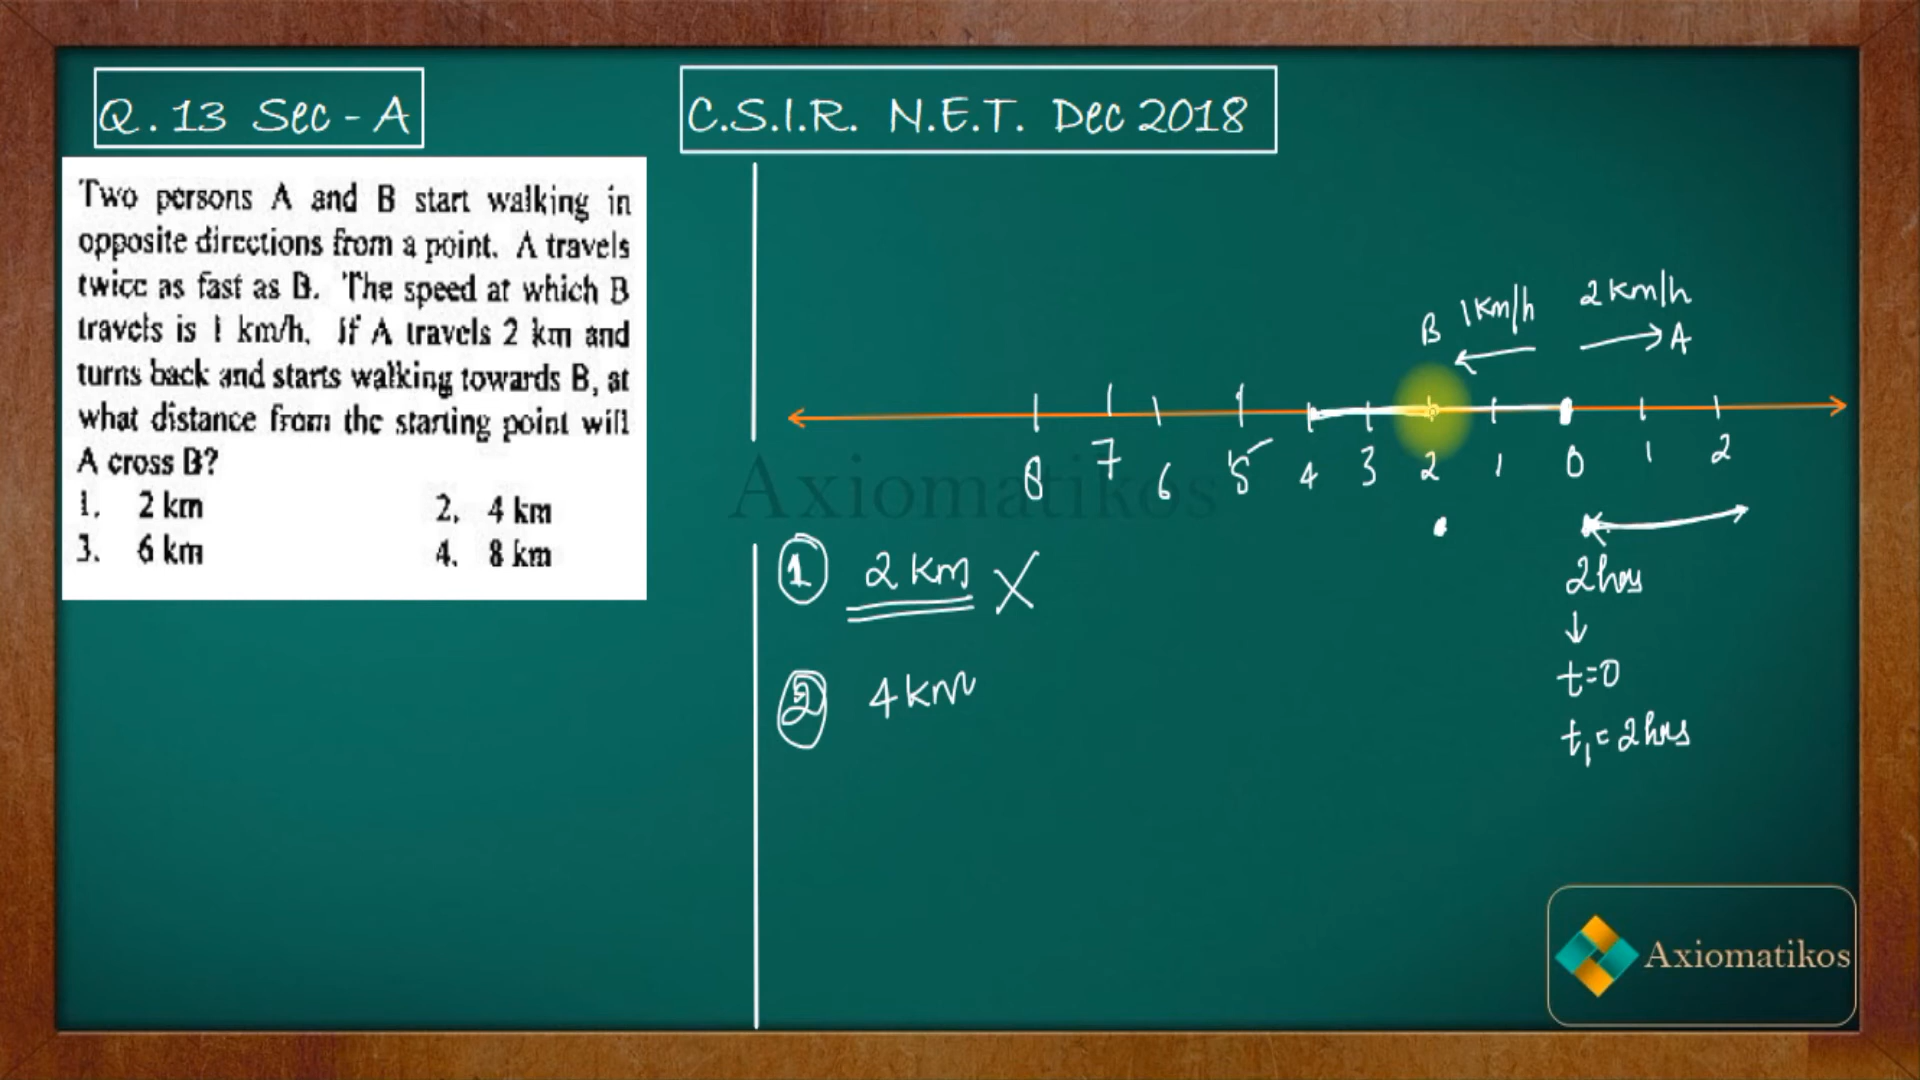 Q. 13 Sec - A
C.S.I.R. N.E.T. Dec 2018
Two persons A and B start walking in
opposite directions from a point. A travels
twice as fast as B. The speed at which B
travels is 1 km/h. If A travels 2 km and
turns back and starts walking towards B, at
what distance from the starting point will
A cross B?
1. 2 km 2. 4 km
3. 6 km 4. 8 km
B 1km/h 2km/h A
8 7 6 5 4 3 2 1 0 1 2
Axiomatikos
1 2 km X
2 4 km
2hrs
↓
t=0
t₁= 2hrs
Axiomatikos